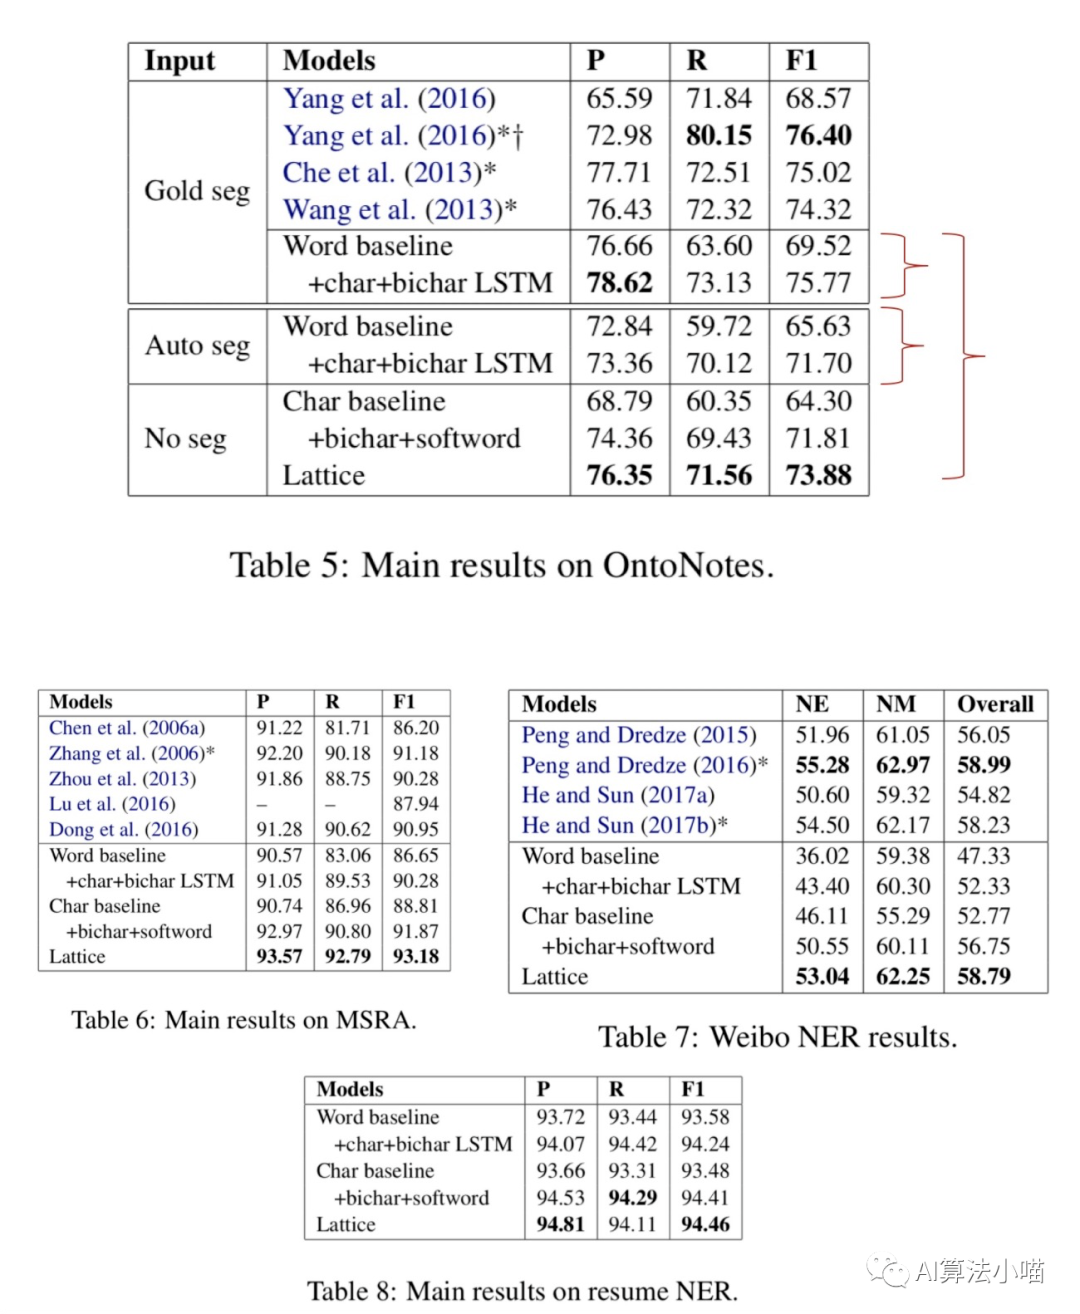 Input Models P R F1
Yang et al. (2016) 65.59 71.84 68.57
Yang et al. (2016)*† 72.98 80.15 76.40
Che et al. (2013)* 77.71 72.51 75.02
Gold seg
Wang et al. (2013)* 76.43 72.32 74.32
Word baseline 76.66 63.60 69.52
+char+bichar LSTM 78.62 73.13 75.77
Word baseline 72.84 59.72 65.63
Auto seg
+char+bichar LSTM 73.36 70.12 71.70
Char baseline 68.79 60.35 64.30
No seg +bichar+softword 74.36 69.43 71.81
Lattice 76.35 71.56 73.88
Table 5: Main results on OntoNotes.
Models P R F1
Chen et al. (2006a) 91.22 81.71 86.20
Zhang et al. (2006)* 92.20 90.18 91.18
Zhou et al. (2013) 91.86 88.75 90.28
Lu et al. (2016) – – 87.94
Dong et al. (2016) 91.28 90.62 90.95
Word baseline 90.57 83.06 86.65
+char+bichar LSTM 91.05 89.53 90.28
Char baseline 90.74 86.96 88.81
+bichar+softword 92.97 90.80 91.87
Lattice 93.57 92.79 93.18
Table 6: Main results on MSRA.
Models NE NM Overall
Peng and Dredze (2015) 51.96 61.05 56.05
Peng and Dredze (2016)* 55.28 62.97 58.99
He and Sun (2017a) 50.60 59.32 54.82
He and Sun (2017b)* 54.50 62.17 58.23
Word baseline 36.02 59.38 47.33
+char+bichar LSTM 43.40 60.30 52.33
Char baseline 46.11 55.29 52.77
+bichar+softword 50.55 60.11 56.75
Lattice 53.04 62.25 58.79
Table 7: Weibo NER results.
Models P R F1
Word baseline 93.72 93.44 93.58
+char+bichar LSTM 94.07 94.42 94.24
Char baseline 93.66 93.31 93.48
+bichar+softword 94.53 94.29 94.41
Lattice 94.81 94.11 94.46
Table 8: Main results on resume NER.
AI算法小喵